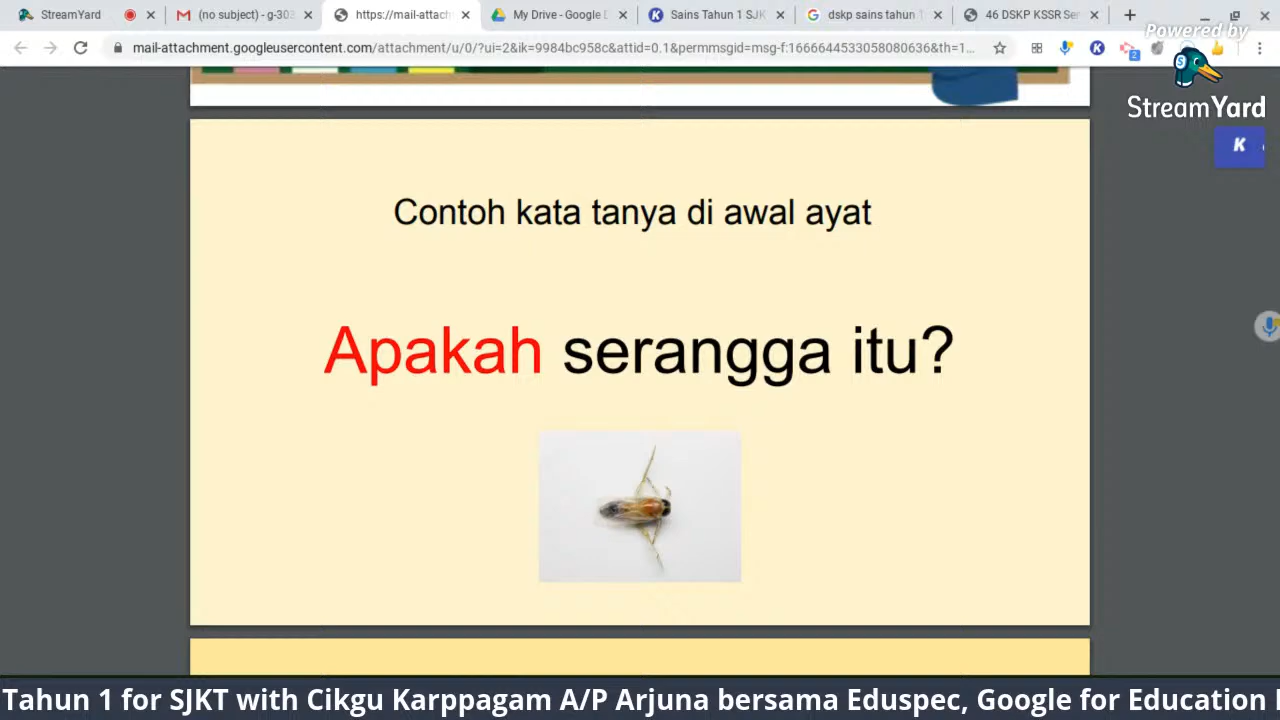 StreamYard
(no subject) - g-303
https://mail-attach
My Drive - Google D
Sains Tahun 1 SJK
dskp sains tahun 1
46 DSKP KSSR Se
mail-attachment.googleusercontent.com/attachment/u/0/?ui=2&ik=9984bc958c&attid=0.1&permmsgid=msg-f:1666644533058080636&th=1...
2
Powered by
StreamYard
K
Contoh kata tanya di awal ayat
Apakah serangga itu?
Tahun 1 for SJKT with Cikgu Karppagam A/P Arjuna bersama Eduspec, Google for Education